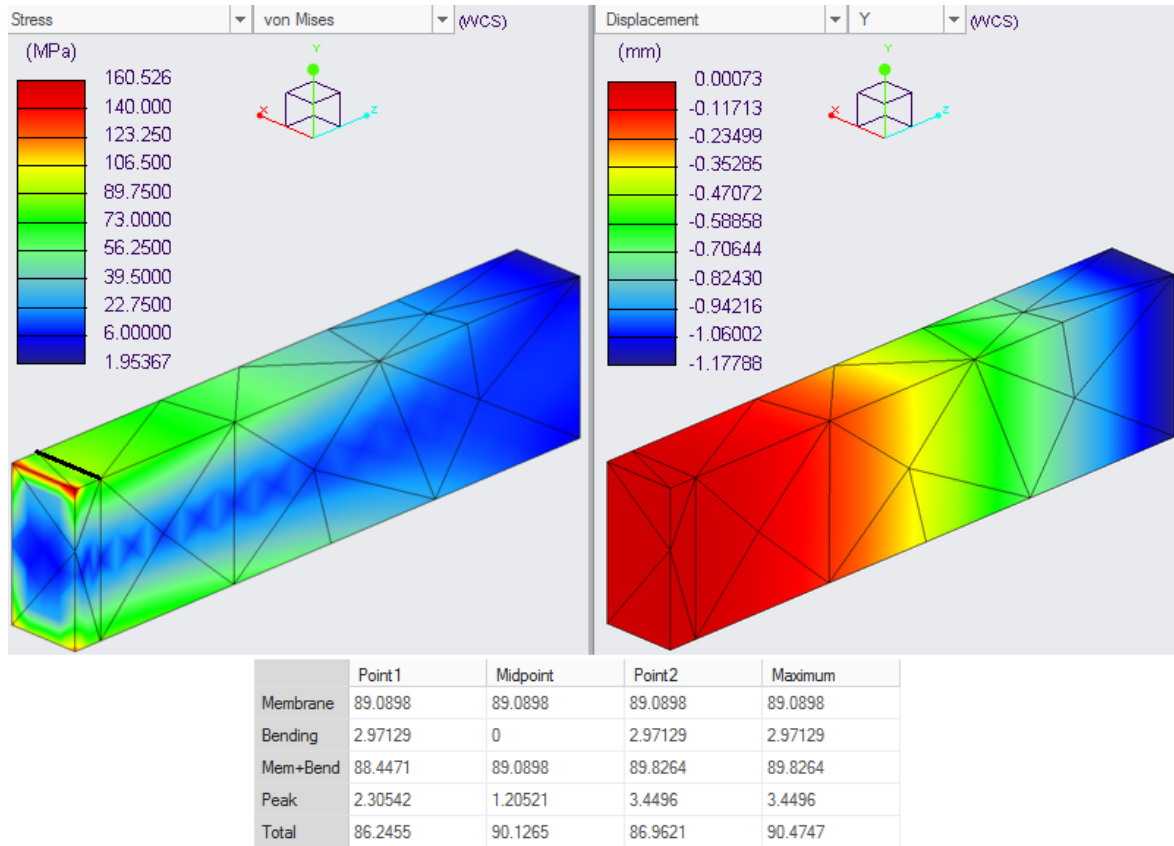 Stress von Mises (WCS)
(MPa)
Y
X Z
160.526
140.000
123.250
106.500
89.7500
73.0000
56.2500
39.5000
22.7500
6.00000
1.95367
Displacement Y (WCS)
(mm)
Y
X Z
0.00073
-0.11713
-0.23499
-0.35285
-0.47072
-0.58858
-0.70644
-0.82430
-0.94216
-1.06002
-1.17788
Point1 Midpoint Point2 Maximum
Membrane 89.0898 89.0898 89.0898 89.0898
Bending 2.97129 0 2.97129 2.97129
Mem+Bend 88.4471 89.0898 89.8264 89.8264
Peak 2.30542 1.20521 3.4496 3.4496
Total 86.2455 90.1265 86.9621 90.4747